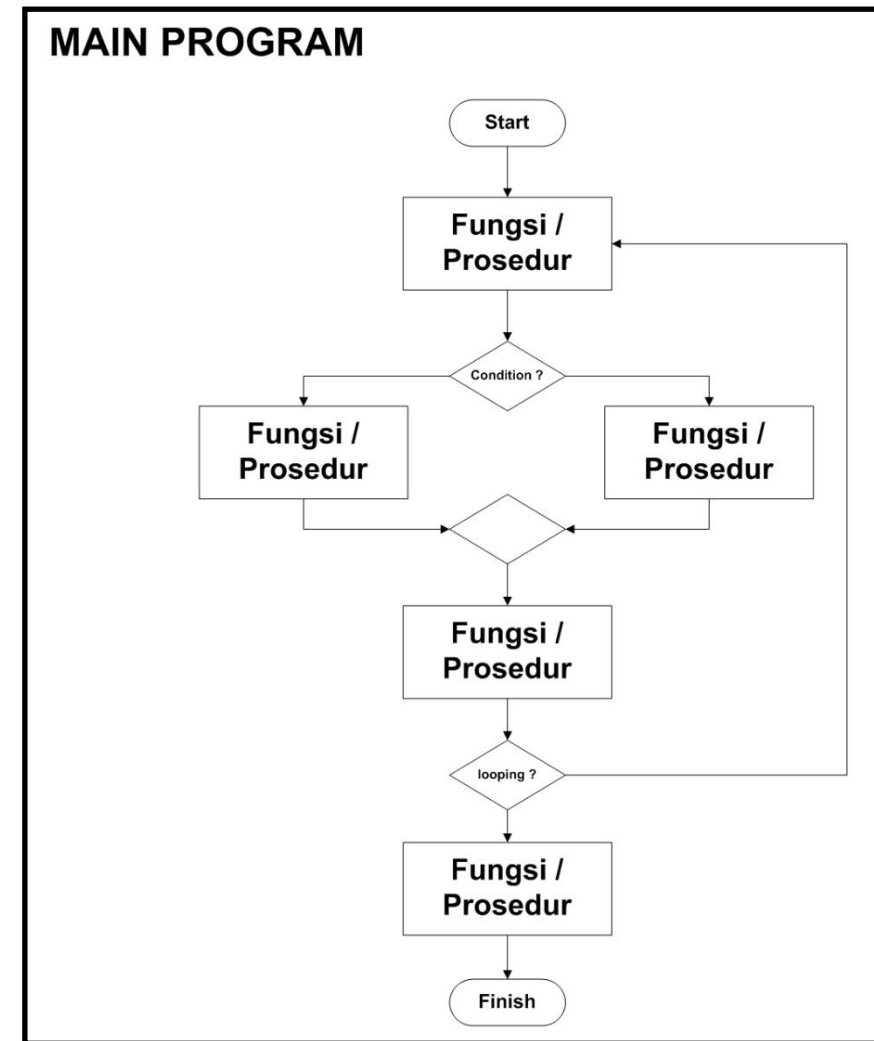 MAIN PROGRAM
Start
Fungsi /
Prosedur
Condition ?
Fungsi /
Prosedur
Fungsi /
Prosedur
Fungsi /
Prosedur
looping ?
Fungsi /
Prosedur
Finish